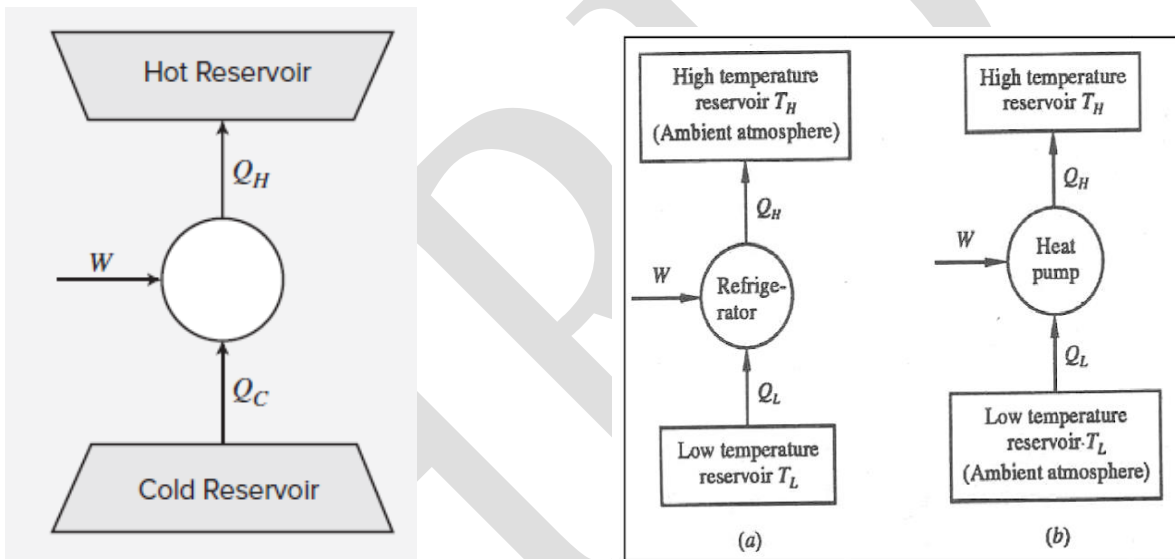 Hot Reservoir
Q_H
W
Q_C
Cold Reservoir
High temperature
reservoir T_H
(Ambient atmosphere)
Q_H
W
Refrige-
rator
Q_L
Low temperature
reservoir T_L
(a)
High temperature
reservoir T_H
Q_H
W
Heat
pump
Q_L
Low temperature
reservoir T_L
(Ambient atmosphere)
(b)